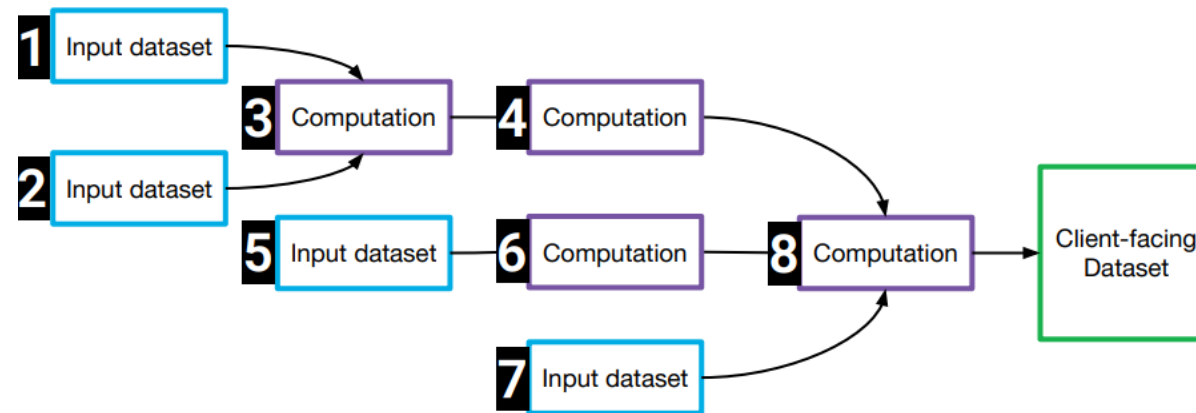 1 Input dataset
3 Computation
4 Computation
2 Input dataset
5 Input dataset
6 Computation
8 Computation
Client-facing
Dataset
7 Input dataset